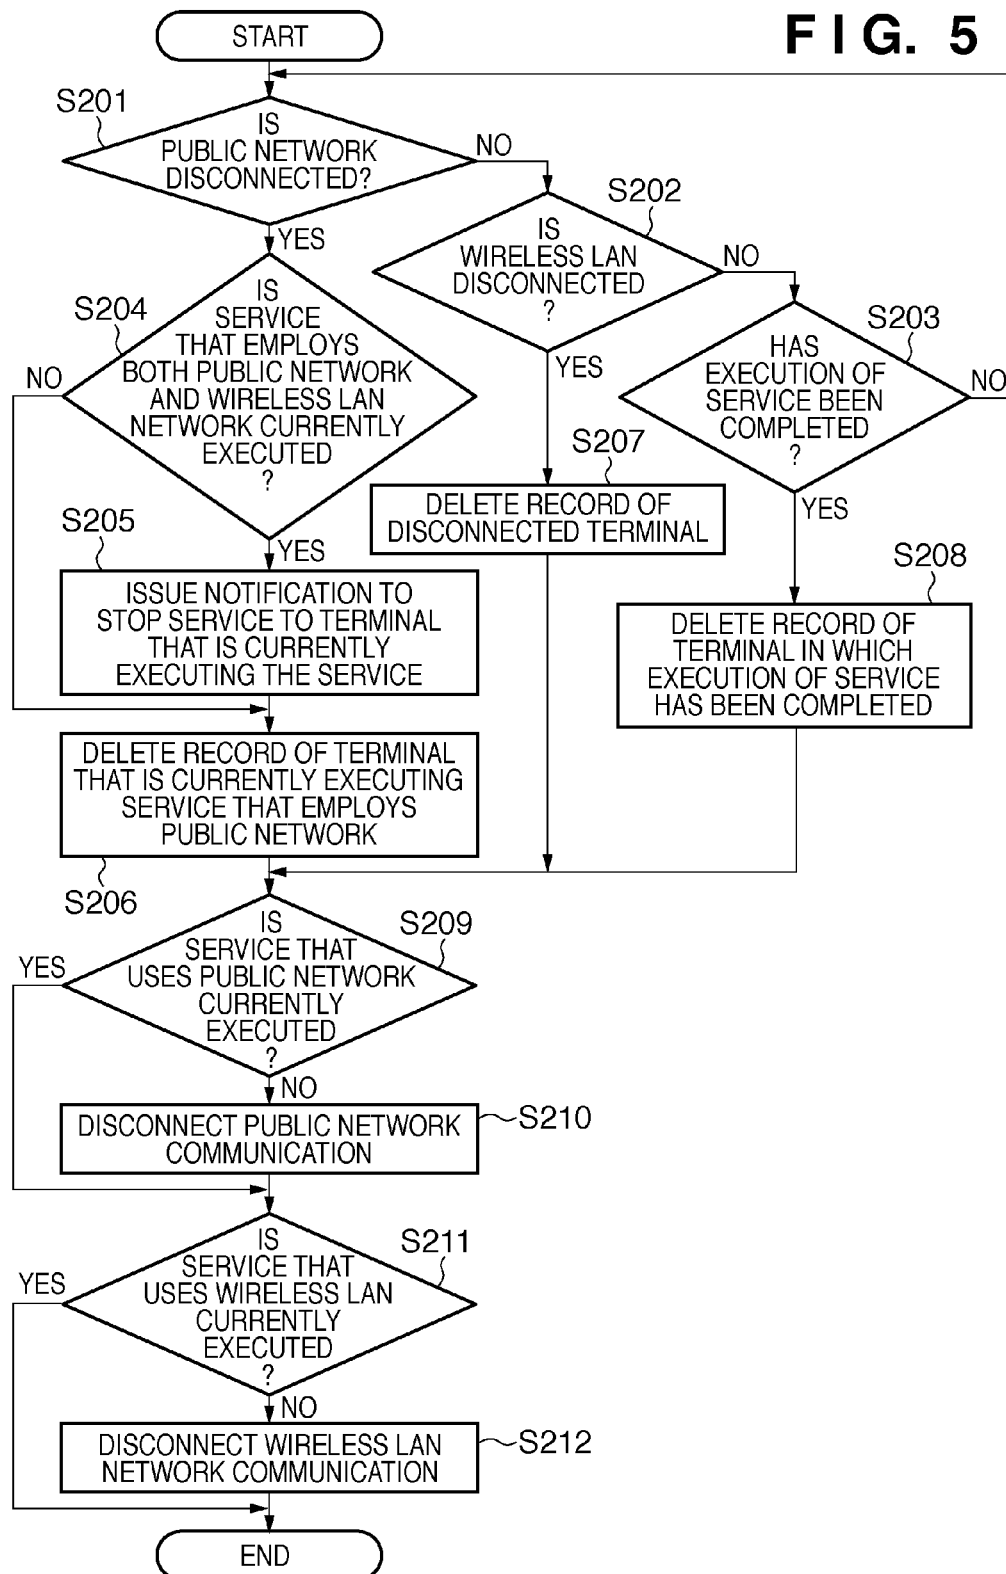 FIG. 5
START
S201
IS
PUBLIC NETWORK
DISCONNECTED?
NO
YES
S202
IS
WIRELESS LAN
DISCONNECTED
?
NO
YES
S203
HAS
EXECUTION OF
SERVICE BEEN
COMPLETED
?
NO
YES
S204
IS
SERVICE
THAT EMPLOYS
BOTH PUBLIC NETWORK
AND WIRELESS LAN
NETWORK CURRENTLY
EXECUTED
?
NO
YES
S207
DELETE RECORD OF
DISCONNECTED TERMINAL
S205
ISSUE NOTIFICATION TO
STOP SERVICE TO TERMINAL
THAT IS CURRENTLY
EXECUTING THE SERVICE
S208
DELETE RECORD OF
TERMINAL IN WHICH
EXECUTION OF SERVICE
HAS BEEN COMPLETED
DELETE RECORD OF TERMINAL
THAT IS CURRENTLY EXECUTING
SERVICE THAT EMPLOYS
PUBLIC NETWORK
S206
S209
IS
SERVICE THAT
USES PUBLIC NETWORK
CURRENTLY
EXECUTED
?
YES
NO
DISCONNECT PUBLIC NETWORK
COMMUNICATION
S210
S211
IS
SERVICE THAT
USES WIRELESS LAN
CURRENTLY
EXECUTED
?
YES
NO
DISCONNECT WIRELESS LAN
NETWORK COMMUNICATION
S212
END